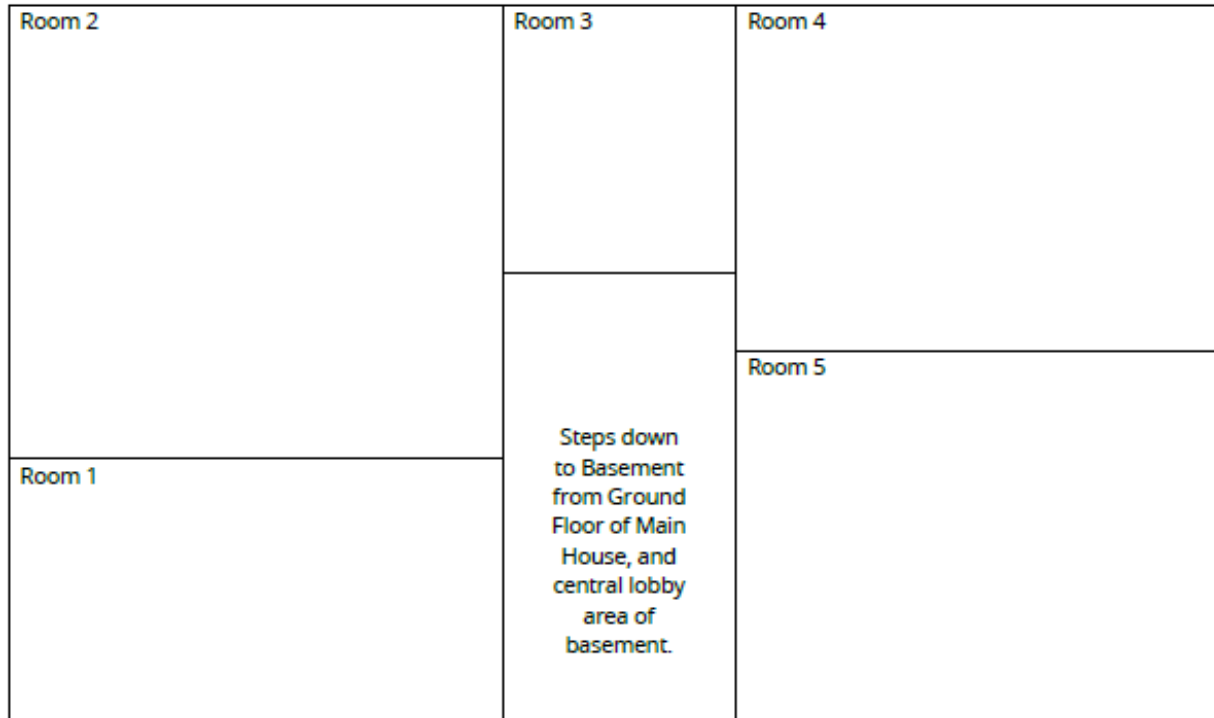 Room 2
Room 3
Room 4
Room 5
Room 1
Steps down
to Basement
from Ground
Floor of Main
House, and
central lobby
area of
basement.